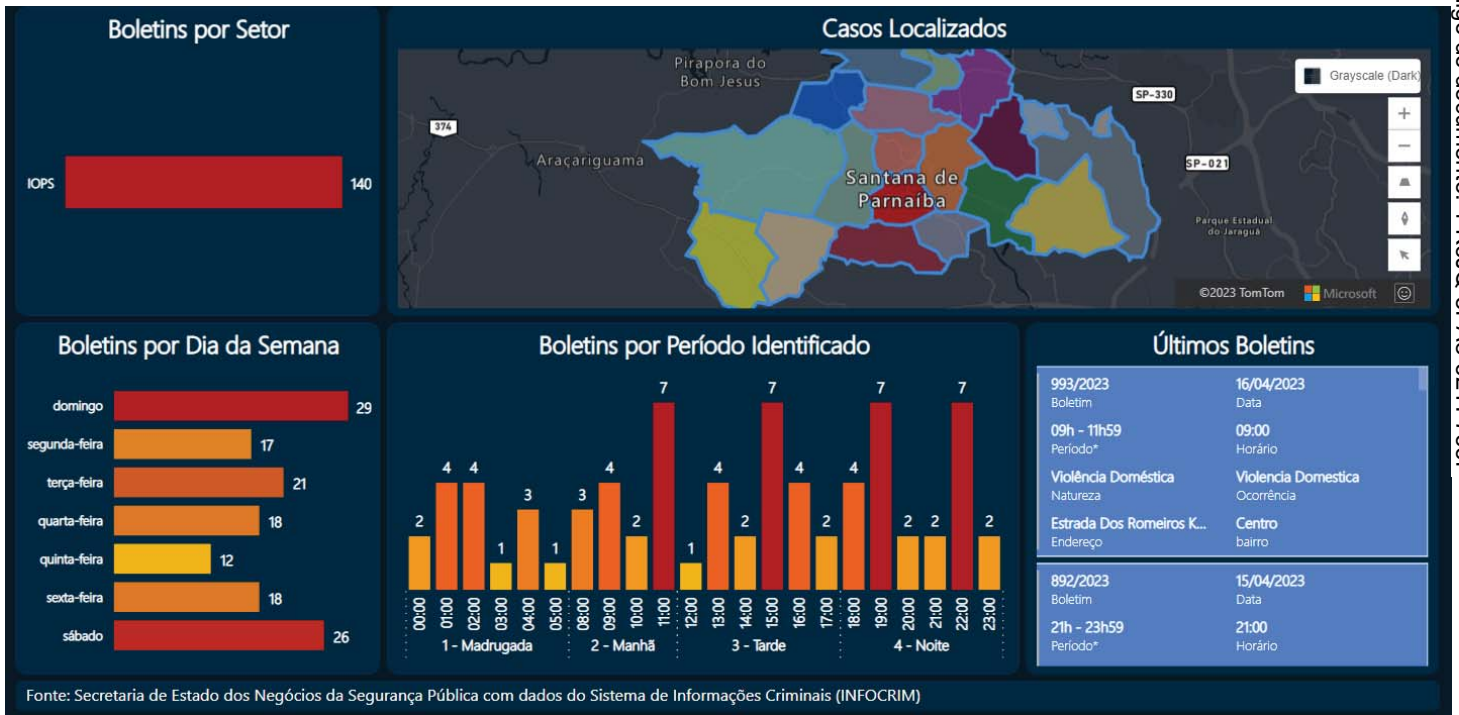 Boletins por Setor
IOPS
140
Casos Localizados
Pirapora do
Bom Jesus
374
Araçariguama
Santana de
Parnaíba
SP-330
SP-021
Parque Estadual
do Jaraguá
Grayscale (Dark)
©2023 TomTom
Microsoft
Boletins por Dia da Semana
domingo 29
segunda-feira 17
terça-feira 21
quarta-feira 18
quinta-feira 12
sexta-feira 18
sábado 26
Boletins por Período Identificado
2 4 4 1 3 1 3 4 2 7 1 4 2 7 4 2 4 7 2 2 7 2
00:00 01:00 02:00 03:00 04:00 05:00 08:00 09:00 10:00 11:00 12:00 13:00 14:00 15:00 16:00 17:00 18:00 19:00 20:00 21:00 22:00 23:00
1 - Madrugada 2 - Manhã 3 - Tarde 4 - Noite
Últimos Boletins
993/2023 16/04/2023
Boletim Data
09h - 11h59 09:00
Período* Horário
Violência Doméstica Violencia Domestica
Natureza Ocorrência
Estrada Dos Romeiros K... Centro
Endereço bairro
892/2023 15/04/2023
Boletim Data
21h - 23h59 21:00
Período* Horário
Fonte: Secretaria de Estado dos Negócios da Segurança Pública com dados do Sistema de Informações Criminais (INFOCRIM)